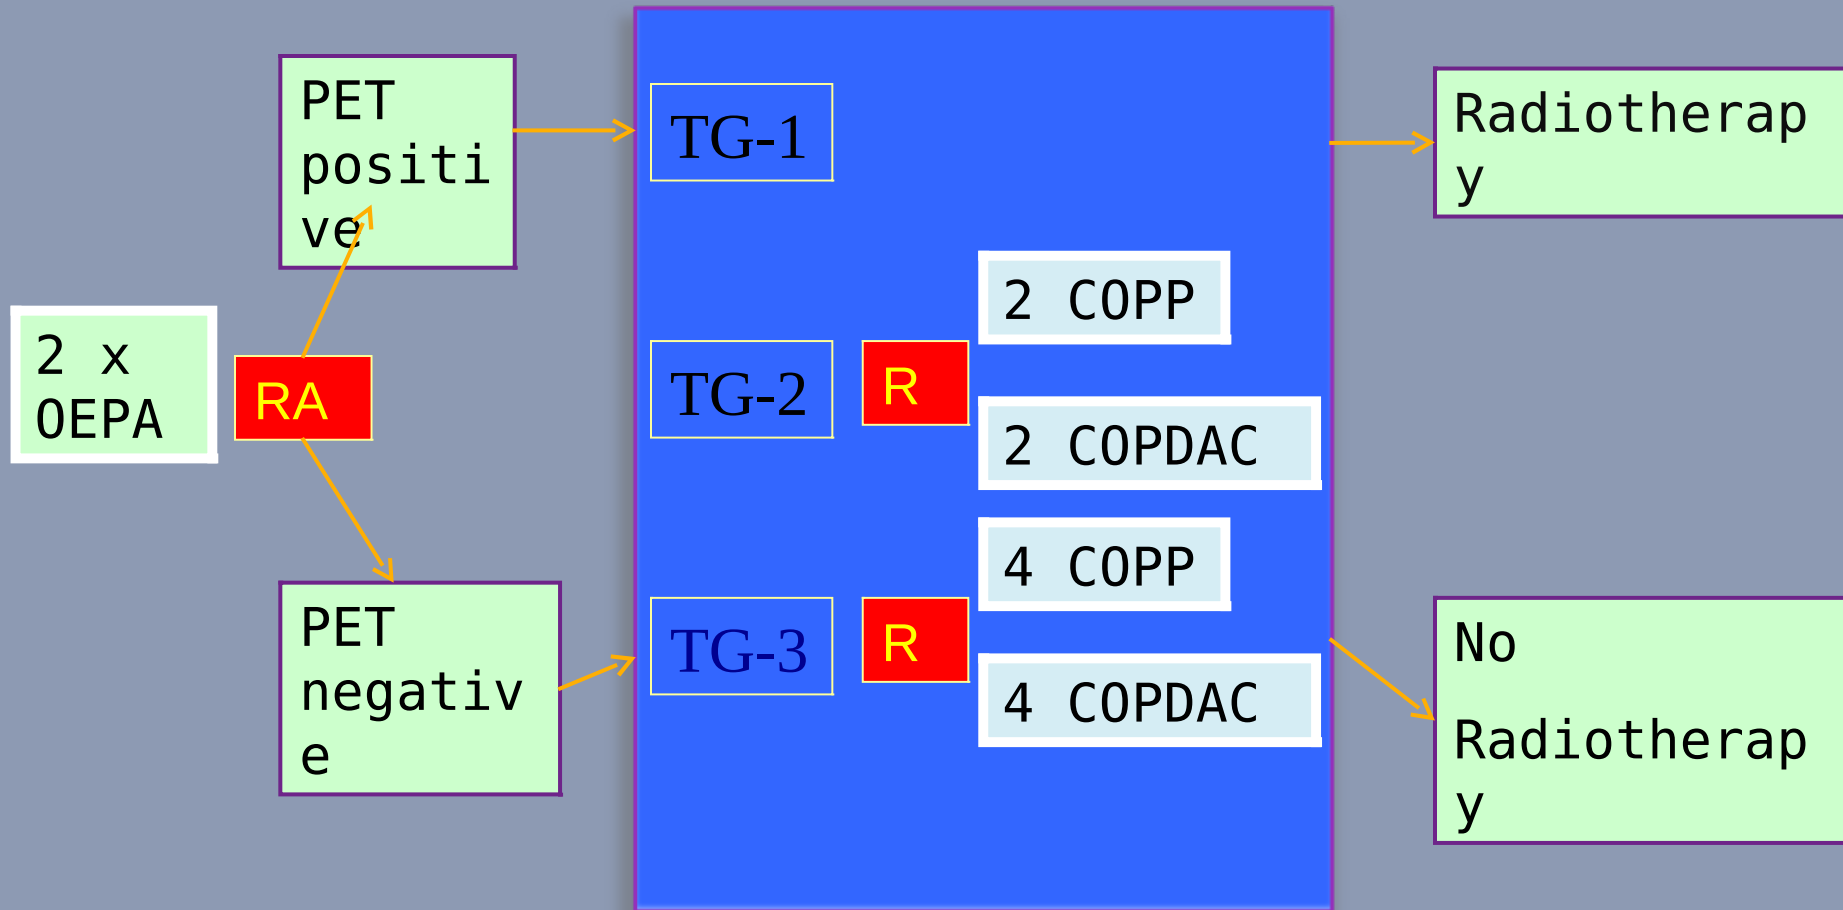 2 x
OEPA
RA
PET
positi
ve
PET
negativ
e
TG-1
TG-2
R
2 COPP
2 COPDAC
TG-3
R
4 COPP
4 COPDAC
Radiotherap
y
No
Radiotherap
y